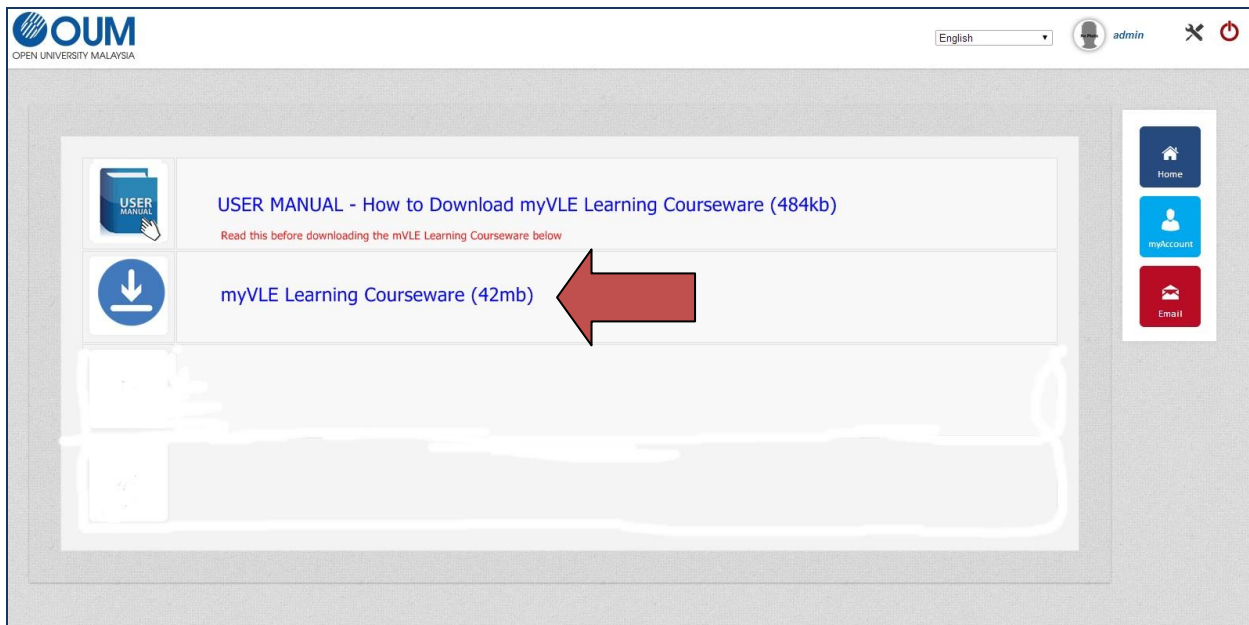 OUM
OPEN UNIVERSITY MALAYSIA
English
admin
USER MANUAL
USER MANUAL - How to Download myVLE Learning Courseware (484kb)
Read this before downloading the mVLE Learning Courseware below
myVLE Learning Courseware (42mb)
Home
myAccount
Email